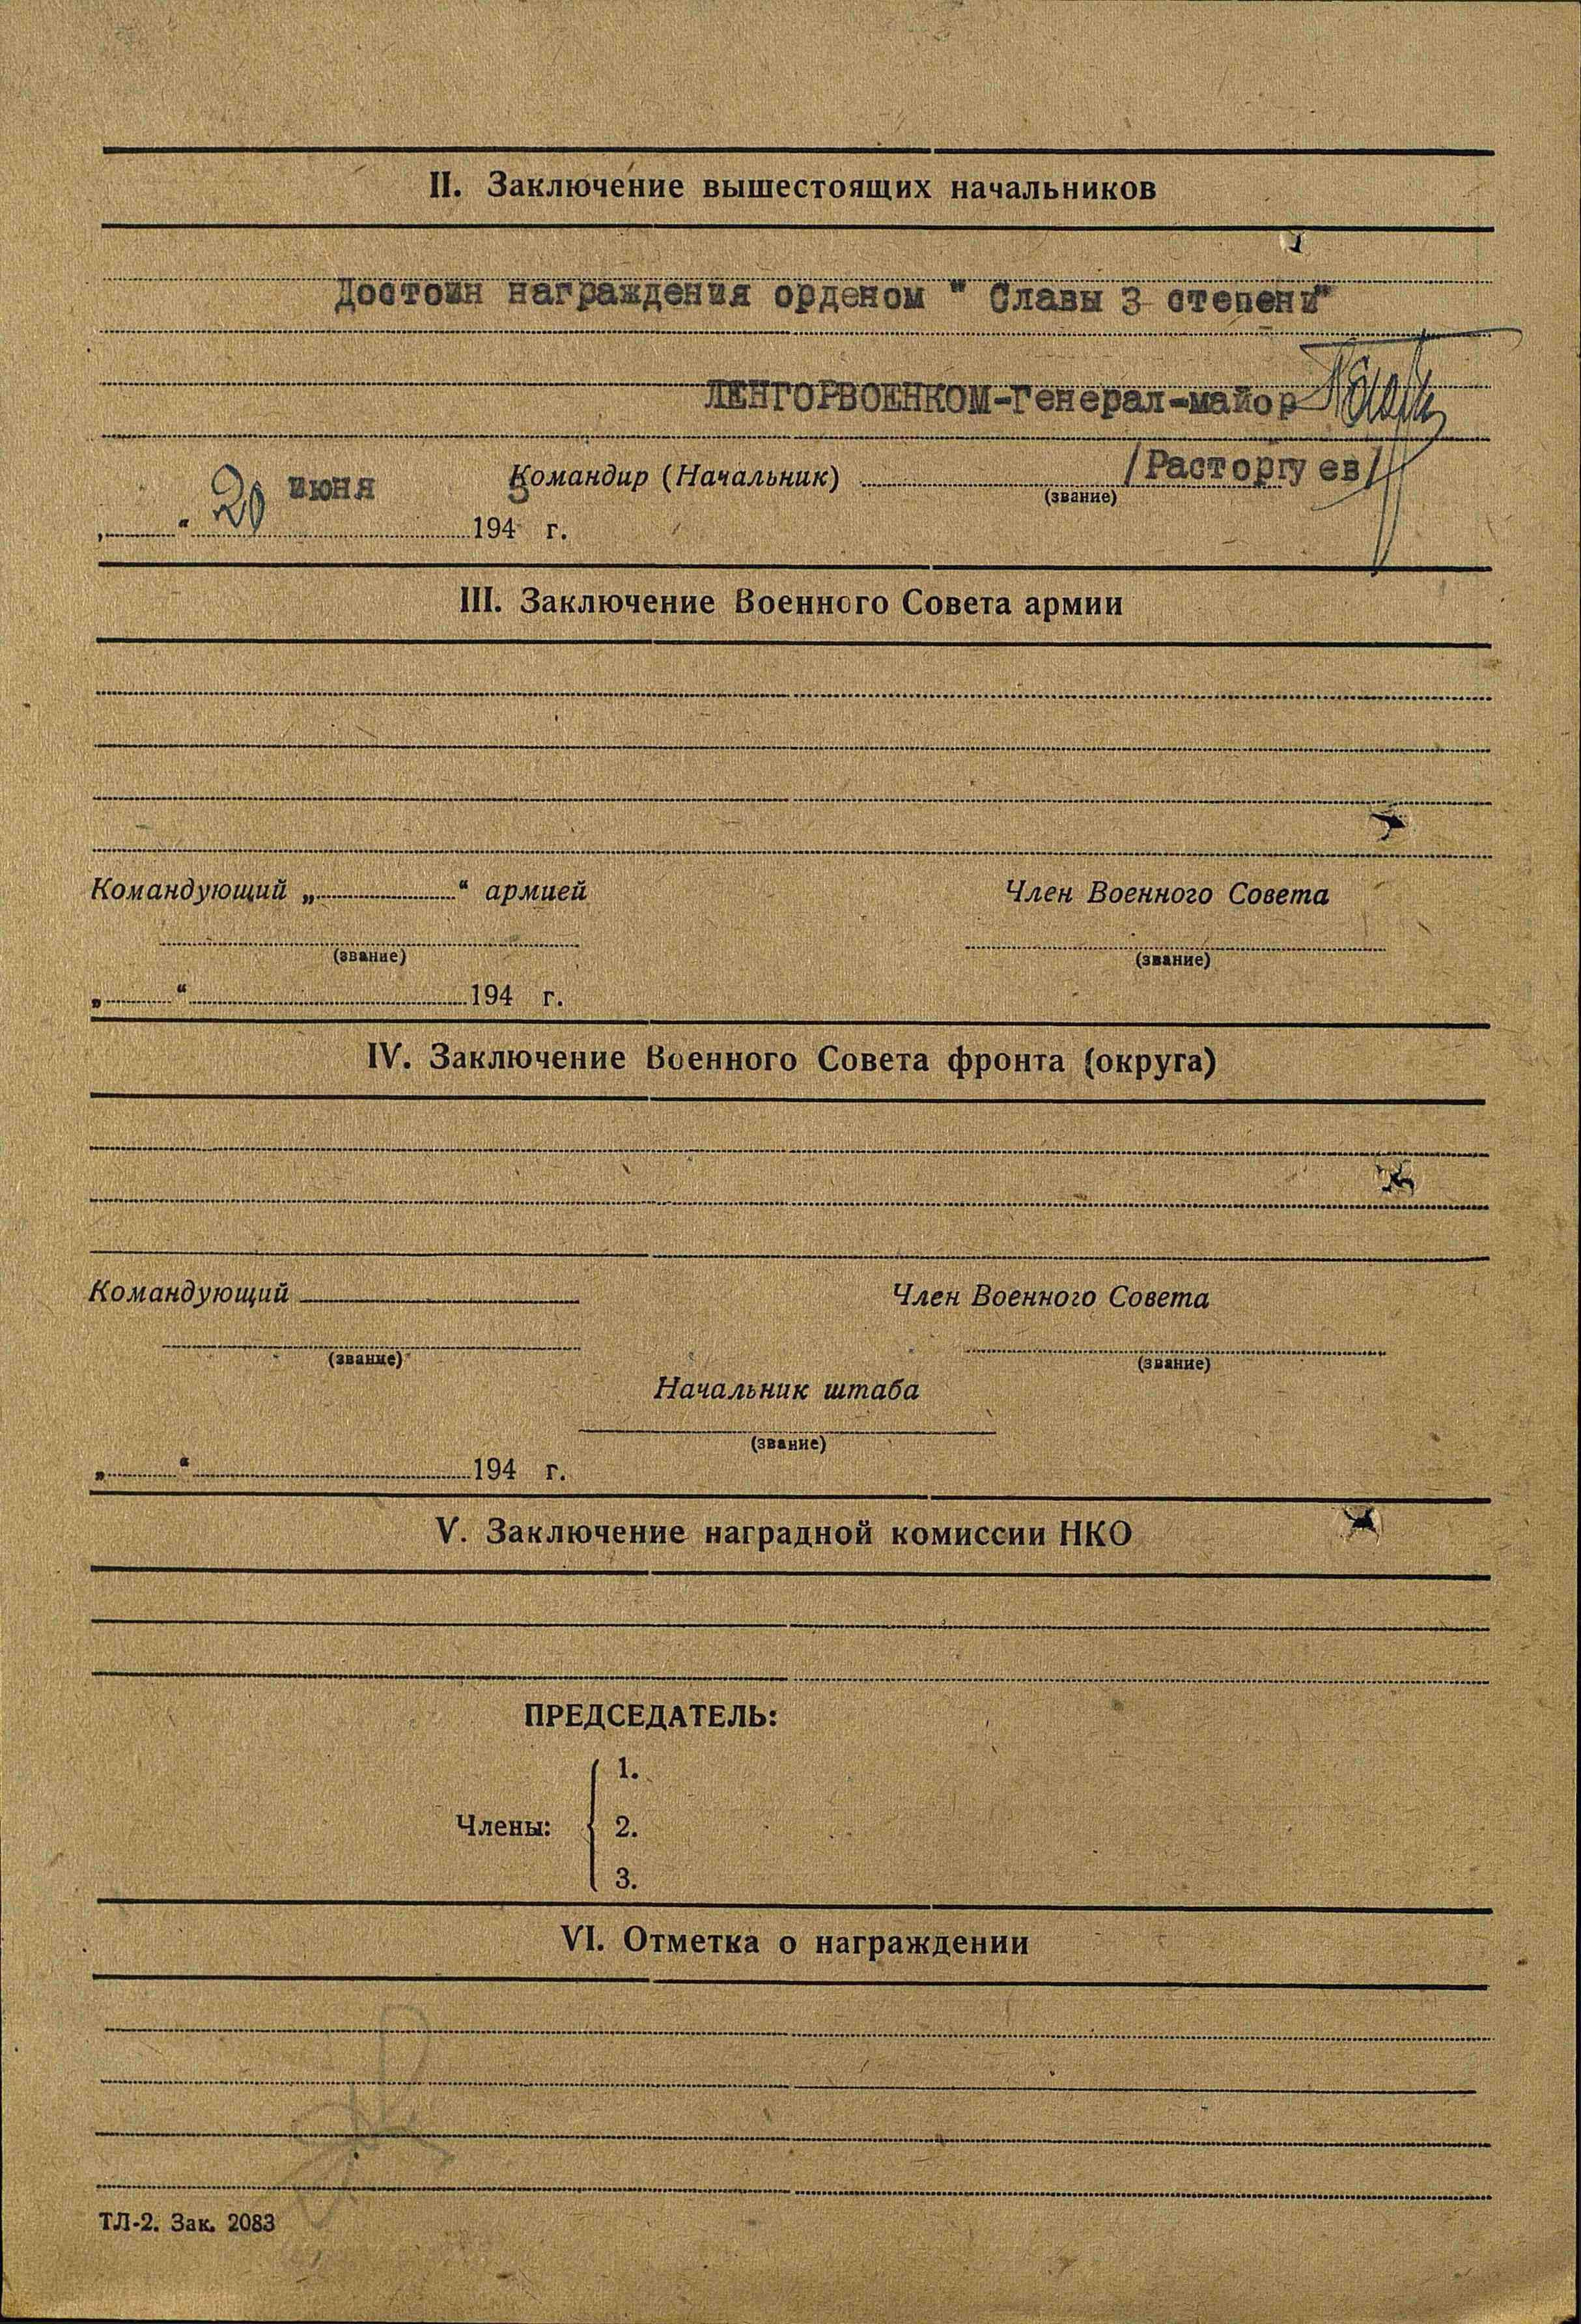 II. Заключение вышестоящих начальников
Достоин награждения орденом " Славы 3 степени"
ЛЕНГОРВОЕНКОМ-Генерал-майор
Командир (Начальник) /Расторгуев/
(звание)
„ “ 20 июня 1945 г.
III. Заключение Военного Совета армии
Командующий „ “ армией Член Военного Совета
(звание) (звание)
„ “ 194 г.
IV. Заключение Военного Совета фронта (округа)
Командующий Член Военного Совета
(звание) (звание)
Начальник штаба
(звание)
„ “ 194 г.
V. Заключение наградной комиссии НКО
ПРЕДСЕДАТЕЛЬ:
1.
Члены: 2.
3.
VI. Отметка о награждении
ТЛ-2. Зак. 2083